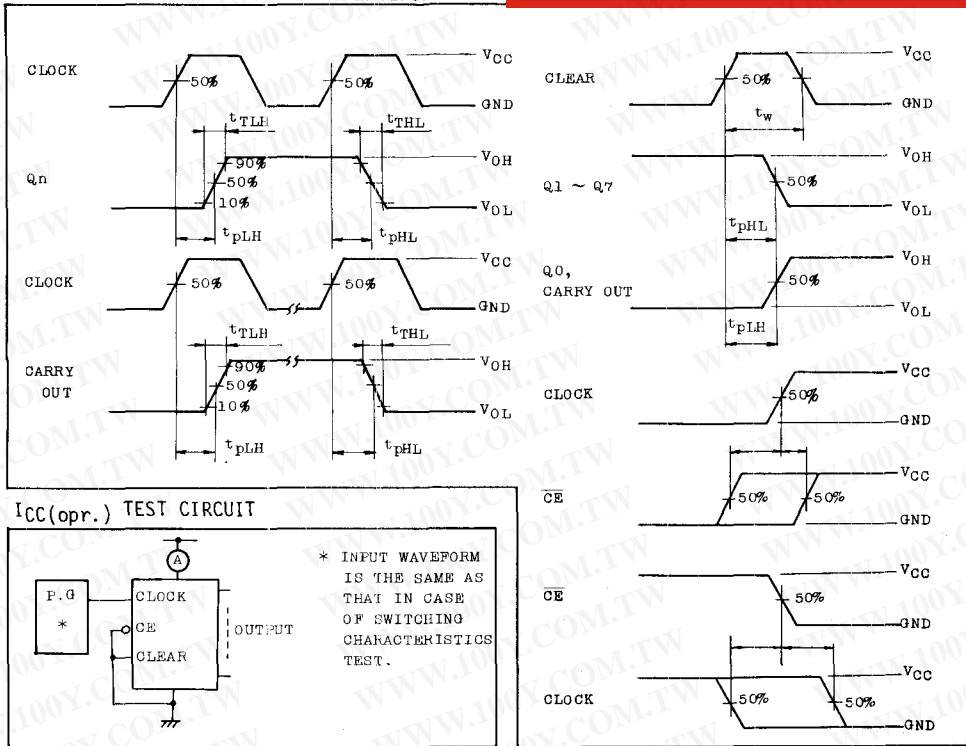 CLOCK
50%
50%
VCC
GND
tTLH
tTHL
Qn
90%
50%
10%
VOH
VOL
tpLH
tpHL
CLOCK
50%
50%
VCC
GND
tTLH
tTHL
CARRY
OUT
90%
50%
10%
VOH
VOL
tpLH
tpHL
CLEAR
50%
VCC
GND
tw
Q1 ~ Q7
50%
VOH
VOL
tpHL
Q0,
CARRY OUT
50%
VOH
VOL
tpLH
CLOCK
50%
VCC
GND
CE
50%
50%
VCC
GND
CE
50%
VCC
GND
CLOCK
50%
50%
VCC
GND
ICC(opr.) TEST CIRCUIT
A
P.G
*
CLOCK
CE
CLEAR
OUTPUT
* INPUT WAVEFORM
IS THE SAME AS
THAT IN CASE
OF SWITCHING
CHARACTERISTICS
TEST.
WWW.100Y.COM.TW